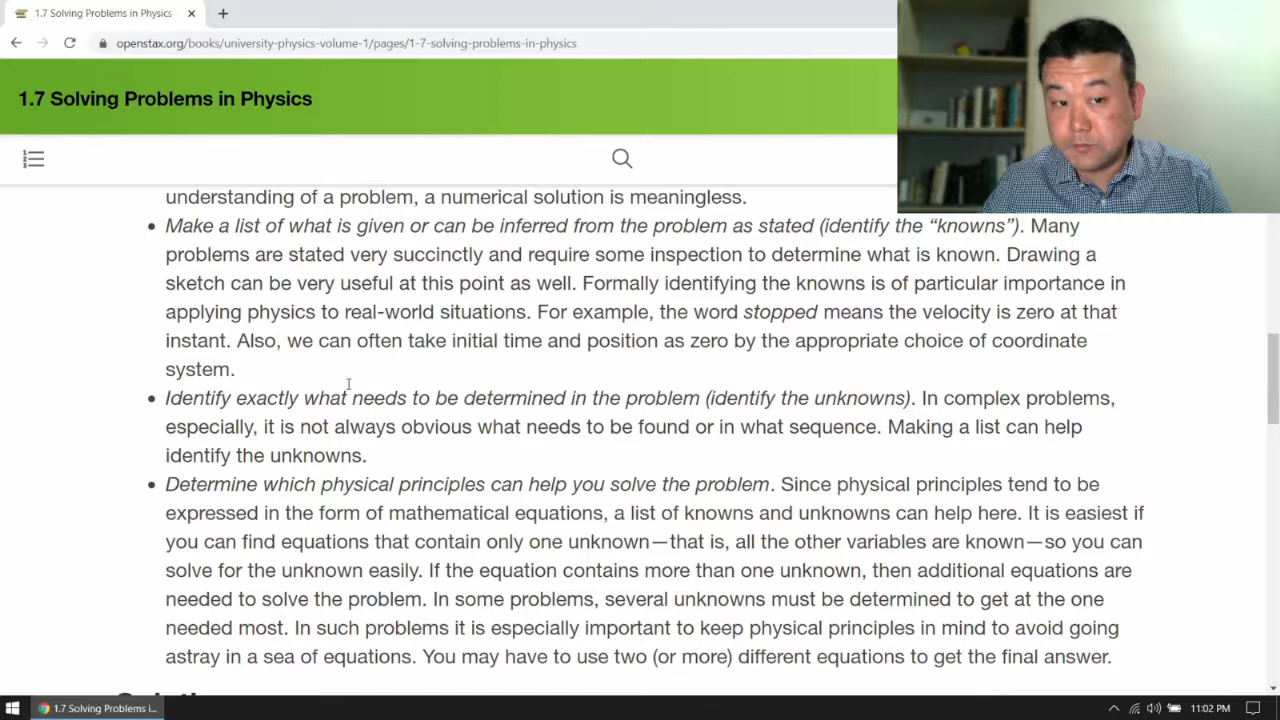 1.7 Solving Problems in Physics
openstax.org/books/university-physics-volume-1/pages/1-7-solving-problems-in-physics
1.7 Solving Problems in Physics
understanding of a problem, a numerical solution is meaningless.
• Make a list of what is given or can be inferred from the problem as stated (identify the “knowns”). Many
problems are stated very succinctly and require some inspection to determine what is known. Drawing a
sketch can be very useful at this point as well. Formally identifying the knowns is of particular importance in
applying physics to real-world situations. For example, the word stopped means the velocity is zero at that
instant. Also, we can often take initial time and position as zero by the appropriate choice of coordinate
system.
• Identify exactly what needs to be determined in the problem (identify the unknowns). In complex problems,
especially, it is not always obvious what needs to be found or in what sequence. Making a list can help
identify the unknowns.
• Determine which physical principles can help you solve the problem. Since physical principles tend to be
expressed in the form of mathematical equations, a list of knowns and unknowns can help here. It is easiest if
you can find equations that contain only one unknown—that is, all the other variables are known—so you can
solve for the unknown easily. If the equation contains more than one unknown, then additional equations are
needed to solve the problem. In some problems, several unknowns must be determined to get at the one
needed most. In such problems it is especially important to keep physical principles in mind to avoid going
astray in a sea of equations. You may have to use two (or more) different equations to get the final answer.
1.7 Solving Problems i...
11:02 PM